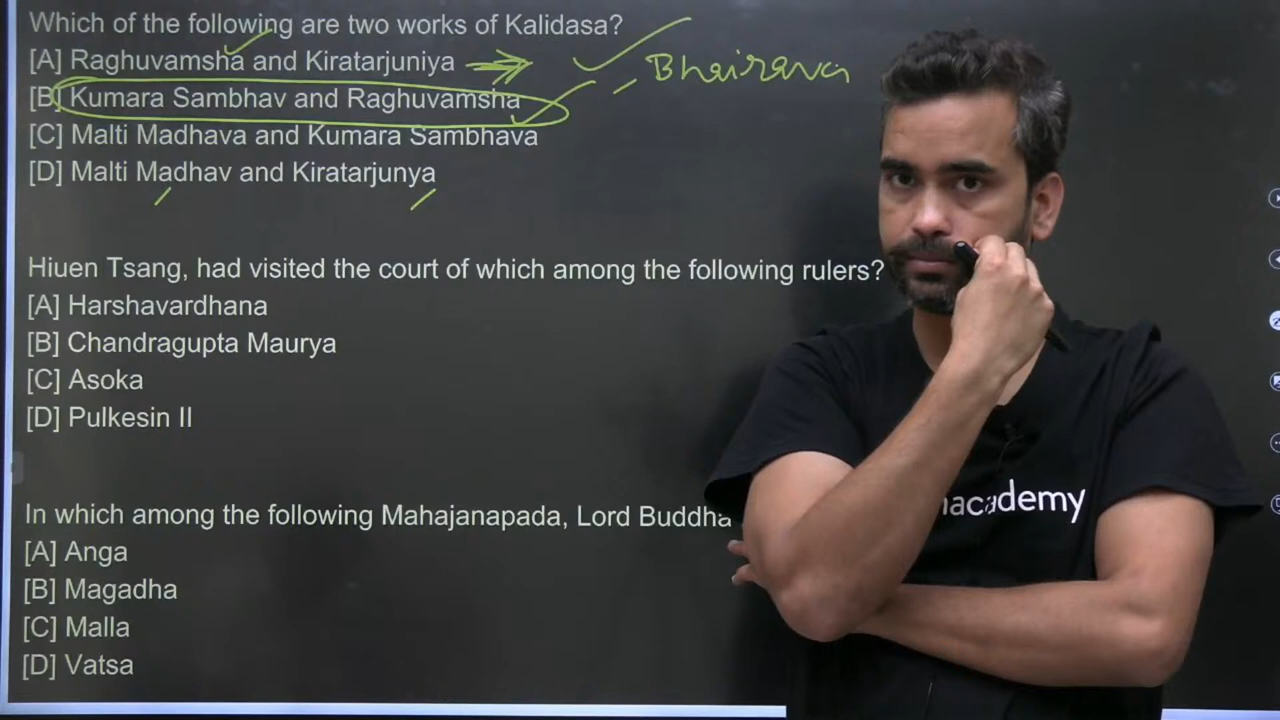 Which of the following are two works of Kalidasa?
[A] Raghuvamsha and Kiratarjuniya
Bhairava
[B] Kumara Sambhav and Raghuvamsha
[C] Malti Madhava and Kumara Sambhava
[D] Malti Madhav and Kiratarjunya
Hiuen Tsang, had visited the court of which among the following rulers?
[A] Harshavardhana
[B] Chandragupta Maurya
[C] Asoka
[D] Pulkesin II
In which among the following Mahajanapada, Lord Buddha
nacademy
[A] Anga
[B] Magadha
[C] Malla
[D] Vatsa